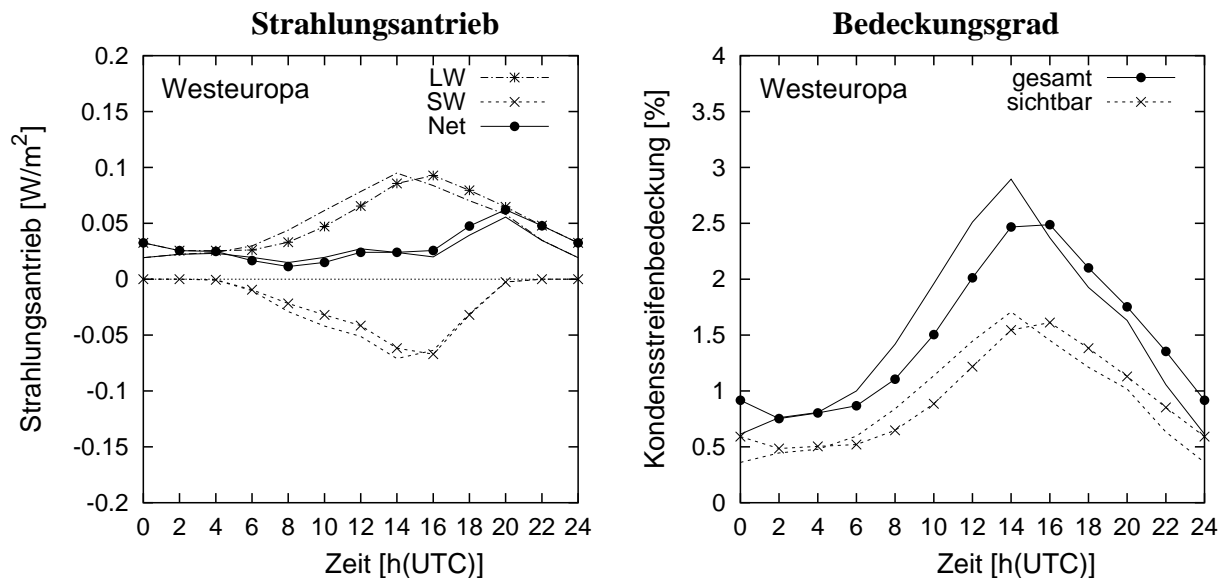 Strahlungsantrieb
Strahlungsantrieb [W/m²]
0.2
0.15
0.1
0.05
0
-0.05
-0.1
-0.15
-0.2
Westeuropa
LW
SW
Net
0 2 4 6 8 10 12 14 16 18 20 22 24
Zeit [h(UTC)]
Bedeckungsgrad
Kondensstreifenbedeckung [%]
4
3.5
3
2.5
2
1.5
1
0.5
0
Westeuropa
gesamt
sichtbar
0 2 4 6 8 10 12 14 16 18 20 22 24
Zeit [h(UTC)]